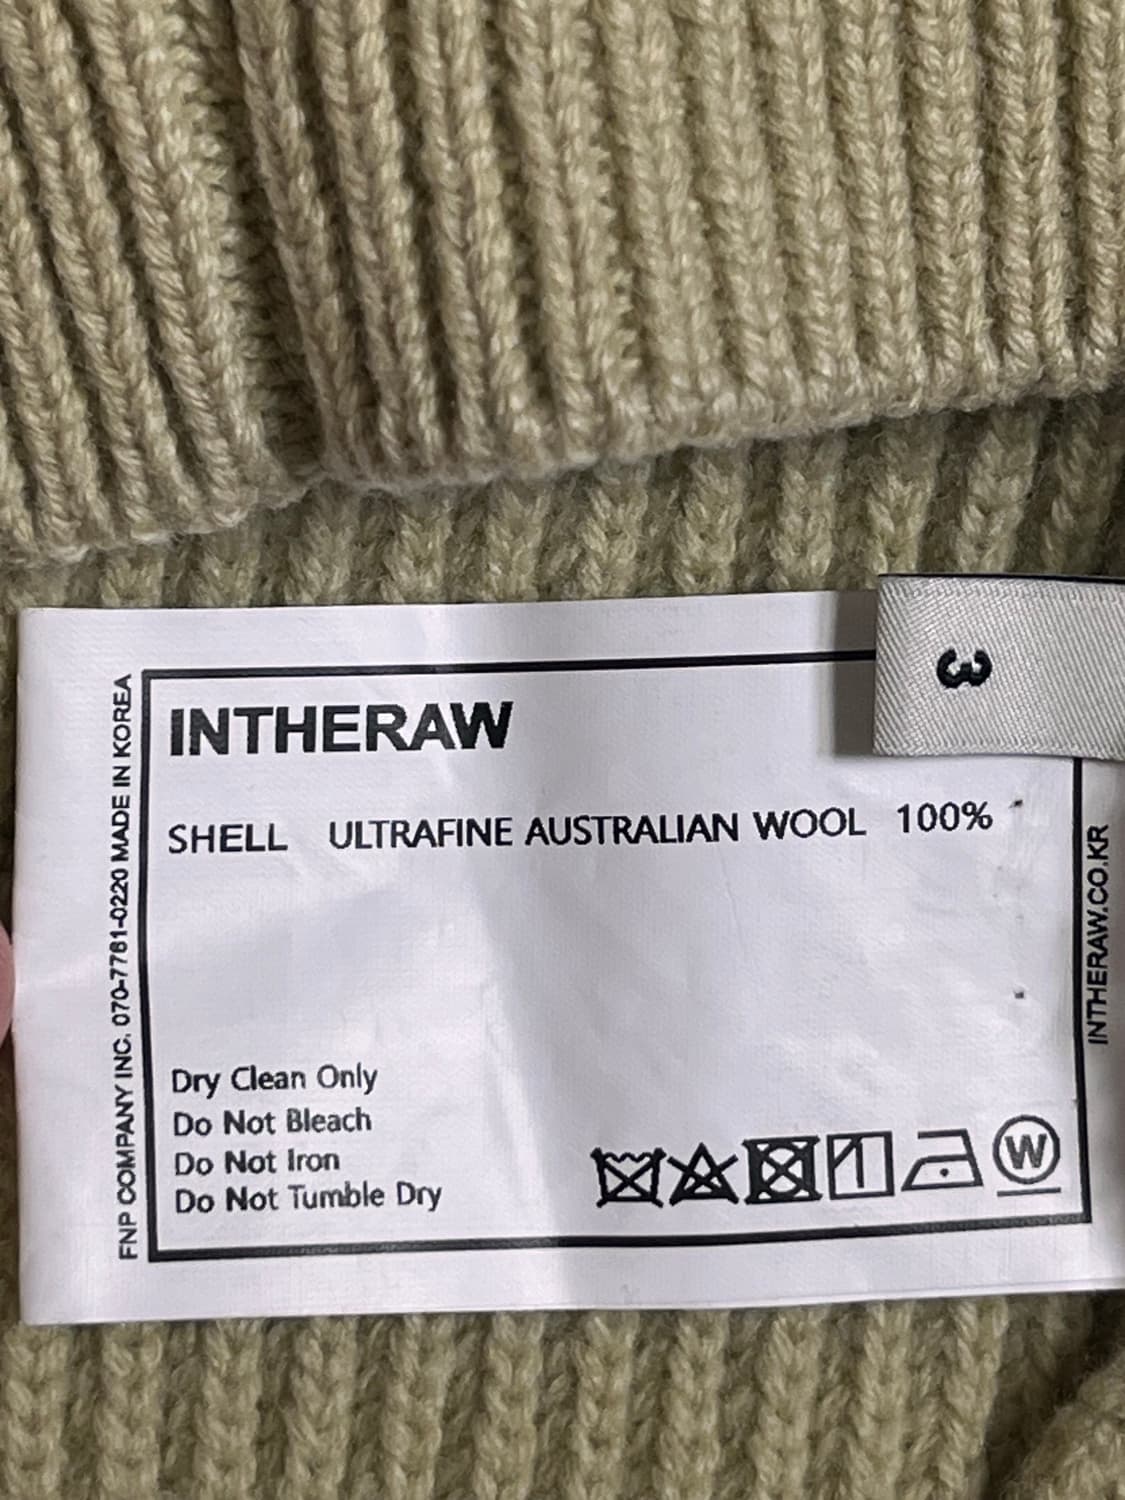 3
INTHERAW
SHELL ULTRAFINE AUSTRALIAN WOOL 100%
Dry Clean Only
Do Not Bleach
Do Not Iron
Do Not Tumble Dry
W
FNP COMPANY INC. 070-7781-0220 MADE IN KOREA
INTHERAW.CO.KR